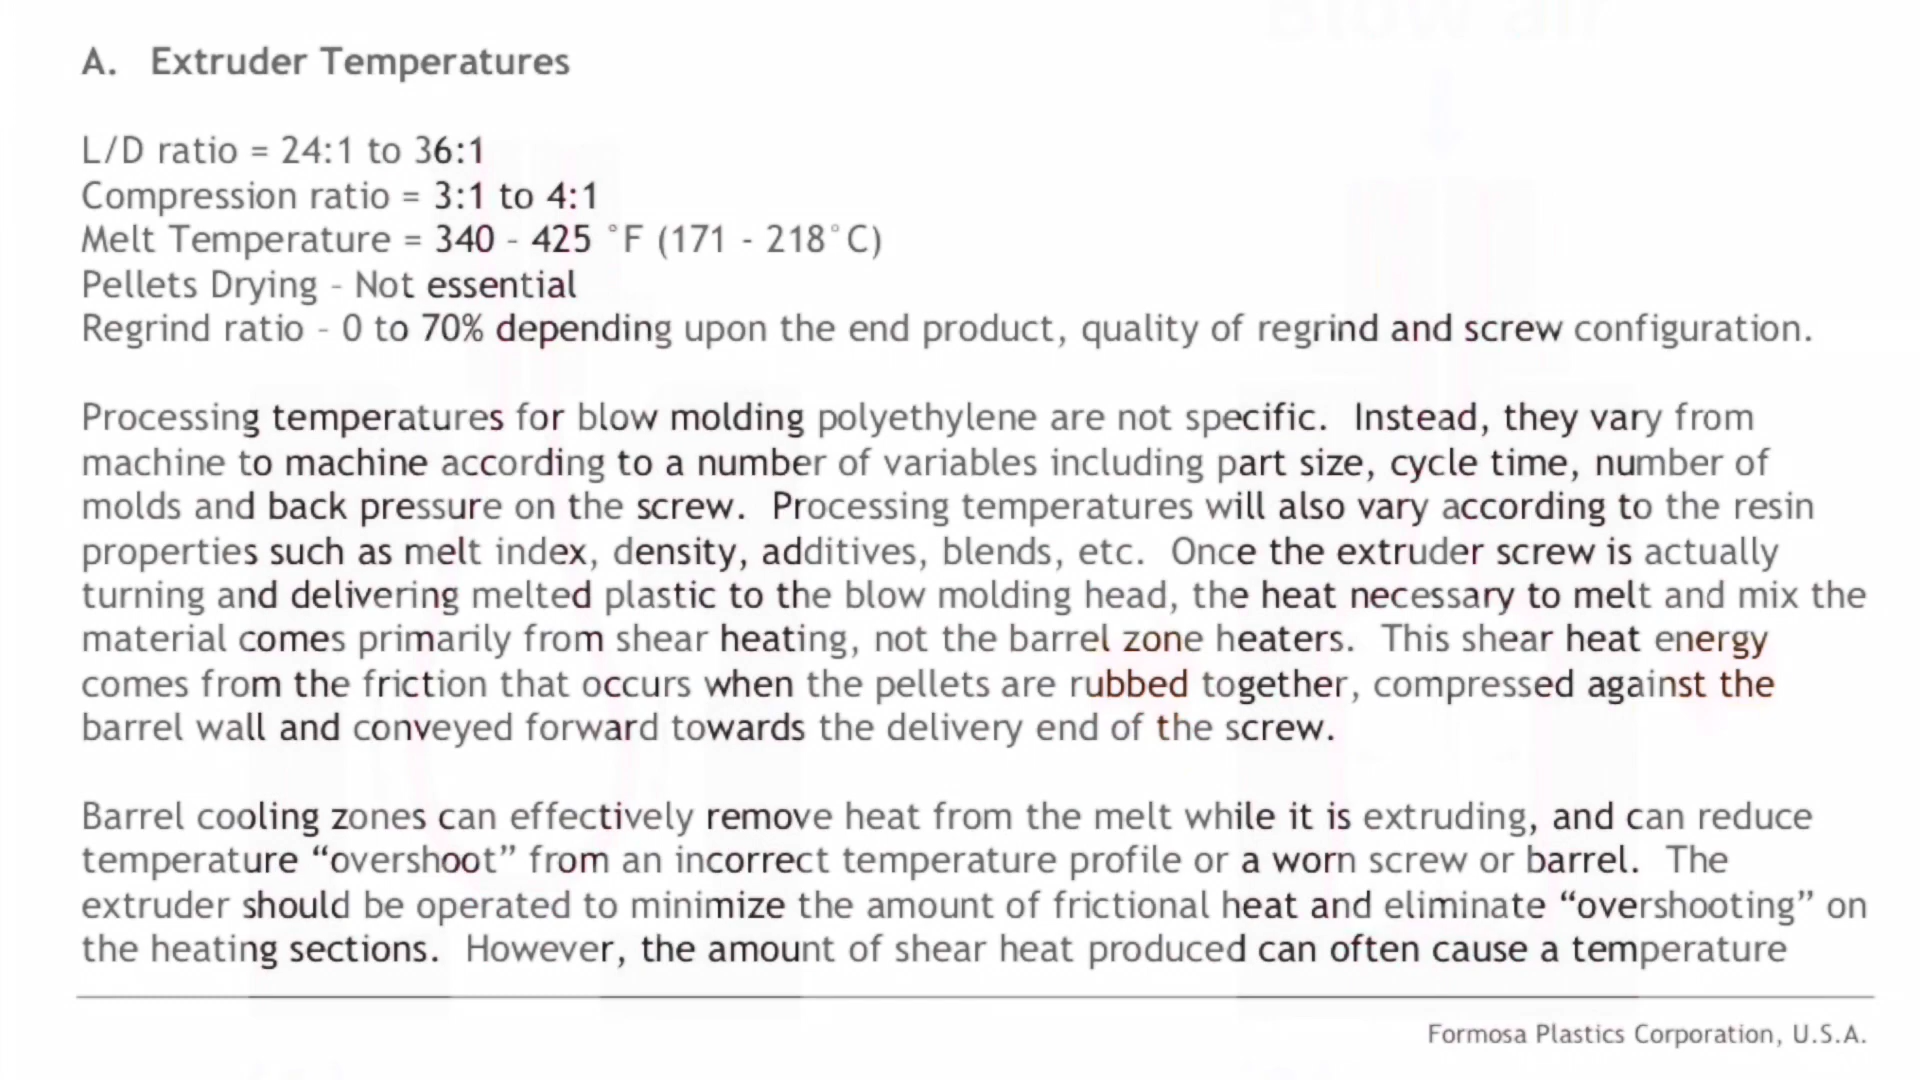 Blow air
A. Extruder Temperatures
L/D ratio = 24:1 to 36:1
Compression ratio = 3:1 to 4:1
Melt Temperature = 340 - 425 °F (171 - 218°C)
Pellets Drying - Not essential
Regrind ratio - 0 to 70% depending upon the end product, quality of regrind and screw configuration.
Processing temperatures for blow molding polyethylene are not specific. Instead, they vary from
machine to machine according to a number of variables including part size, cycle time, number of
molds and back pressure on the screw. Processing temperatures will also vary according to the resin
properties such as melt index, density, additives, blends, etc. Once the extruder screw is actually
turning and delivering melted plastic to the blow molding head, the heat necessary to melt and mix the
material comes primarily from shear heating, not the barrel zone heaters. This shear heat energy
comes from the friction that occurs when the pellets are rubbed together, compressed against the
barrel wall and conveyed forward towards the delivery end of the screw.
Barrel cooling zones can effectively remove heat from the melt while it is extruding, and can reduce
temperature “overshoot” from an incorrect temperature profile or a worn screw or barrel. The
extruder should be operated to minimize the amount of frictional heat and eliminate “overshooting” on
the heating sections. However, the amount of shear heat produced can often cause a temperature
Formosa Plastics Corporation, U.S.A.